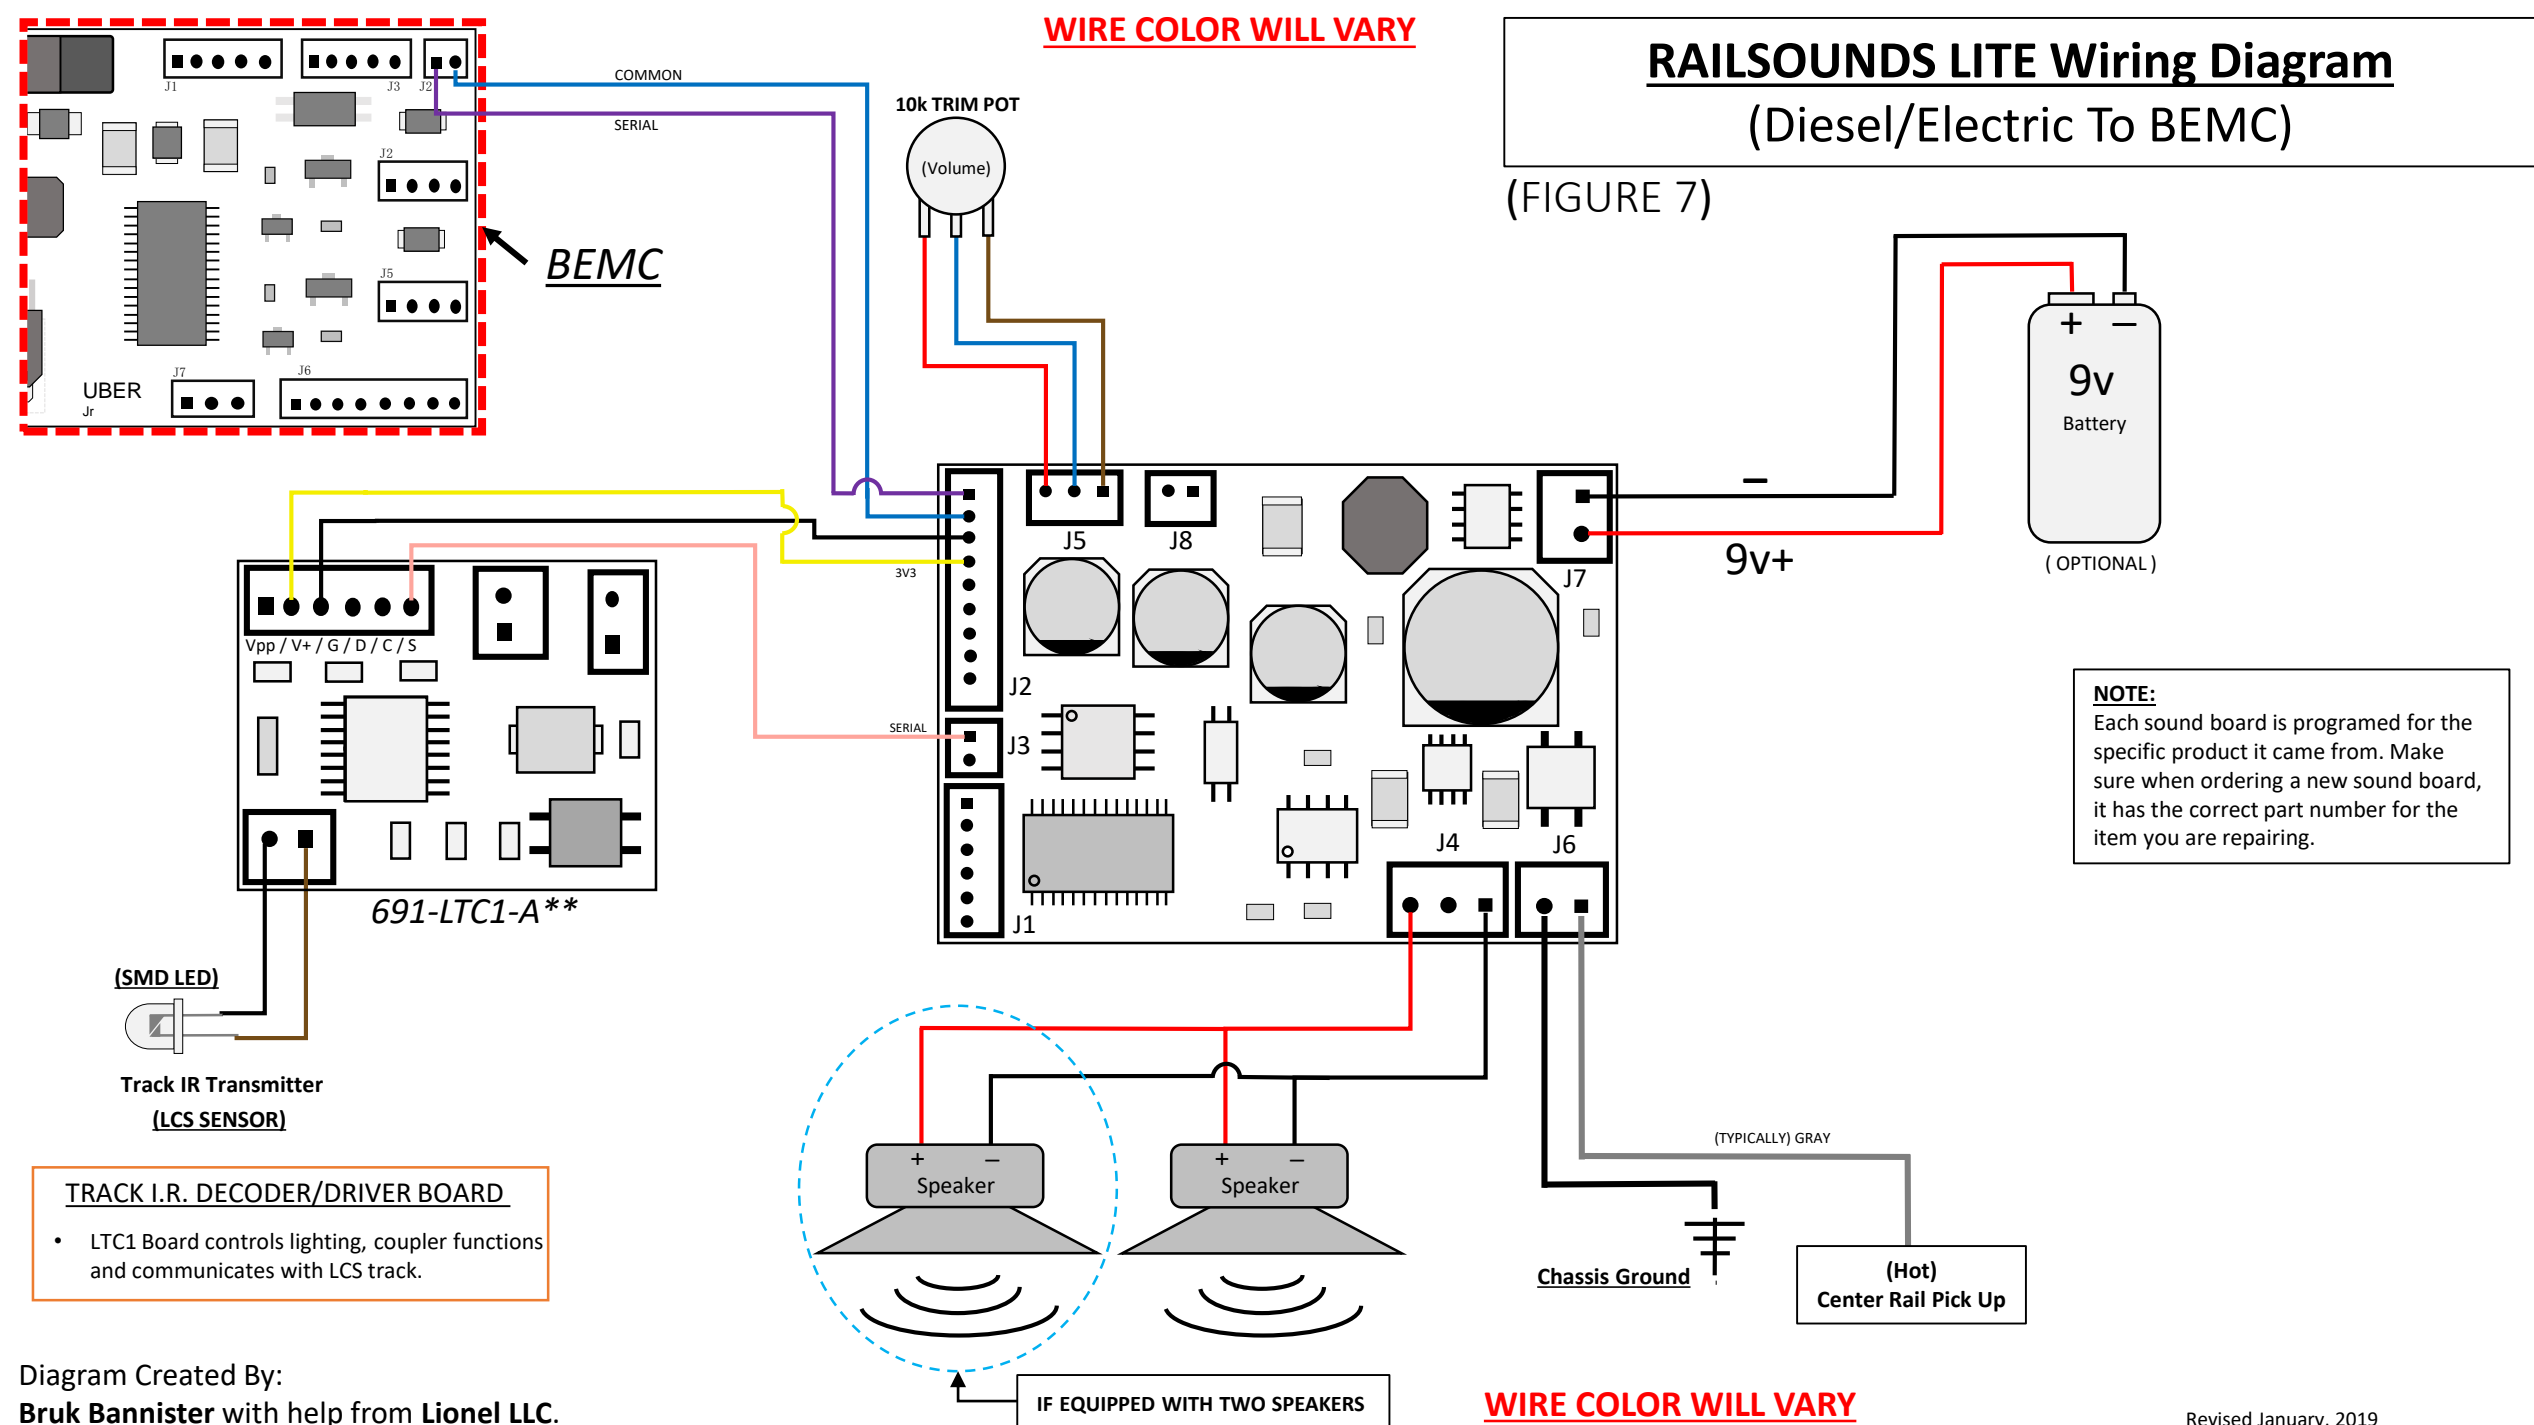 WIRE COLOR WILL VARY
RAILSOUNDS LITE Wiring Diagram
(Diesel/Electric To BEMC)
(FIGURE 7)
J1
J3
J2
COMMON
SERIAL
J2
J5
J7
J6
UBER
Jr
BEMC
10k TRIM POT
(Volume)
+ –
9v
Battery
( OPTIONAL )
–
9v+
3V3
SERIAL
J5
J8
J7
J2
J3
J1
J4
J6
Vpp / V+ / G / D / C / S
691-LTC1-A**
NOTE:
Each sound board is programed for the
specific product it came from. Make
sure when ordering a new sound board,
it has the correct part number for the
item you are repairing.
(SMD LED)
Track IR Transmitter
(LCS SENSOR)
TRACK I.R. DECODER/DRIVER BOARD
• LTC1 Board controls lighting, coupler functions
and communicates with LCS track.
+ –
Speaker
+ –
Speaker
(TYPICALLY) GRAY
Chassis Ground
(Hot)
Center Rail Pick Up
IF EQUIPPED WITH TWO SPEAKERS
WIRE COLOR WILL VARY
Diagram Created By:
Bruk Bannister with help from Lionel LLC.
Revised January, 2019